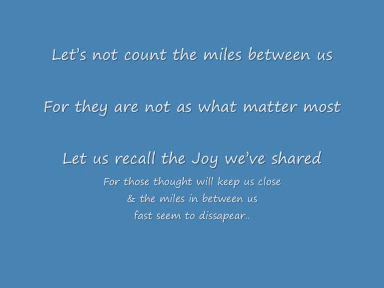 Let's not count the miles between us
For they are not as what matter most
Let us recall the Joy we've shared
For those thought will keep us close
& the miles in between us
fast seem to dissapear..